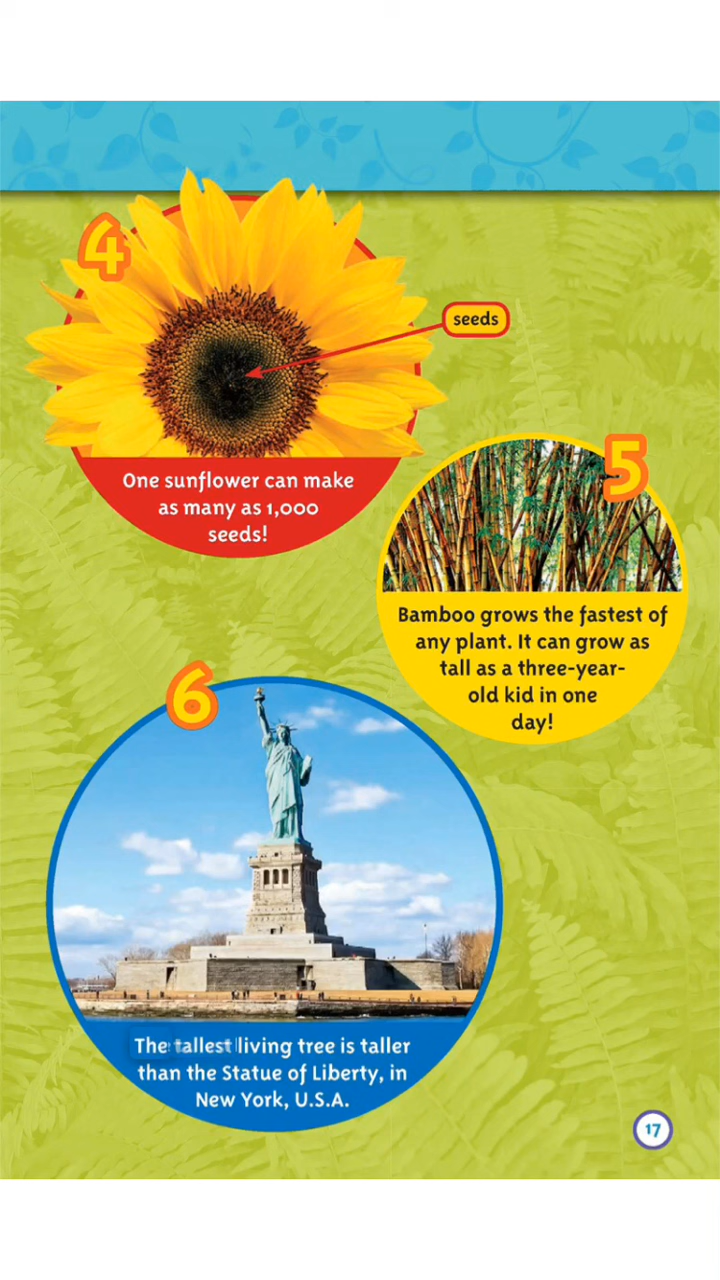 4
seeds
One sunflower can make
as many as 1,000
seeds!
5
Bamboo grows the fastest of
any plant. It can grow as
tall as a three-year-
old kid in one
day!
6
The tallest living tree is taller
than the Statue of Liberty, in
New York, U.S.A.
17